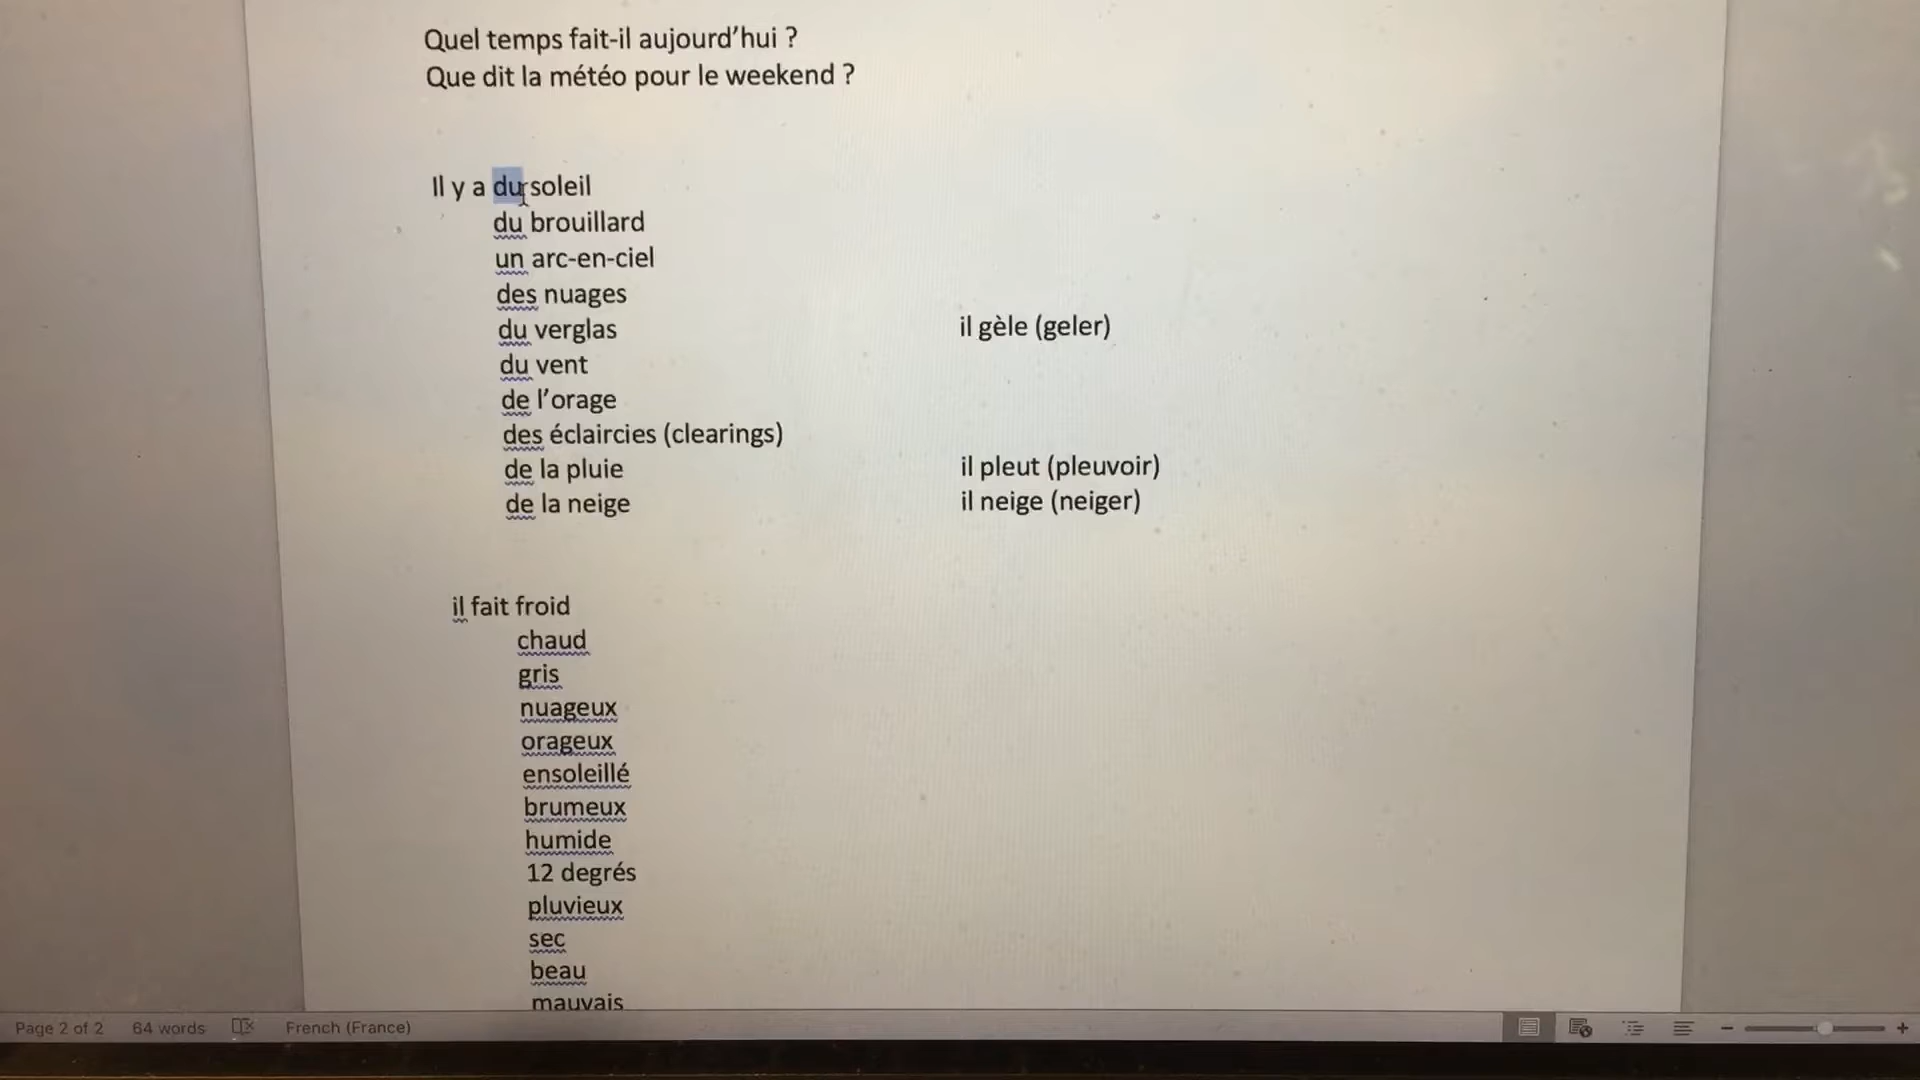 Quel temps fait-il aujourd’hui ?
Que dit la météo pour le weekend ?
Il y a du soleil
du brouillard
un arc-en-ciel
des nuages
du verglas il gèle (geler)
du vent
de l’orage
des éclaircies (clearings)
de la pluie il pleut (pleuvoir)
de la neige il neige (neiger)
il fait froid
chaud
gris
nuageux
orageux
ensoleillé
brumeux
humide
12 degrés
pluvieux
sec
beau
mauvais
Page 2 of 2 64 words French (France)